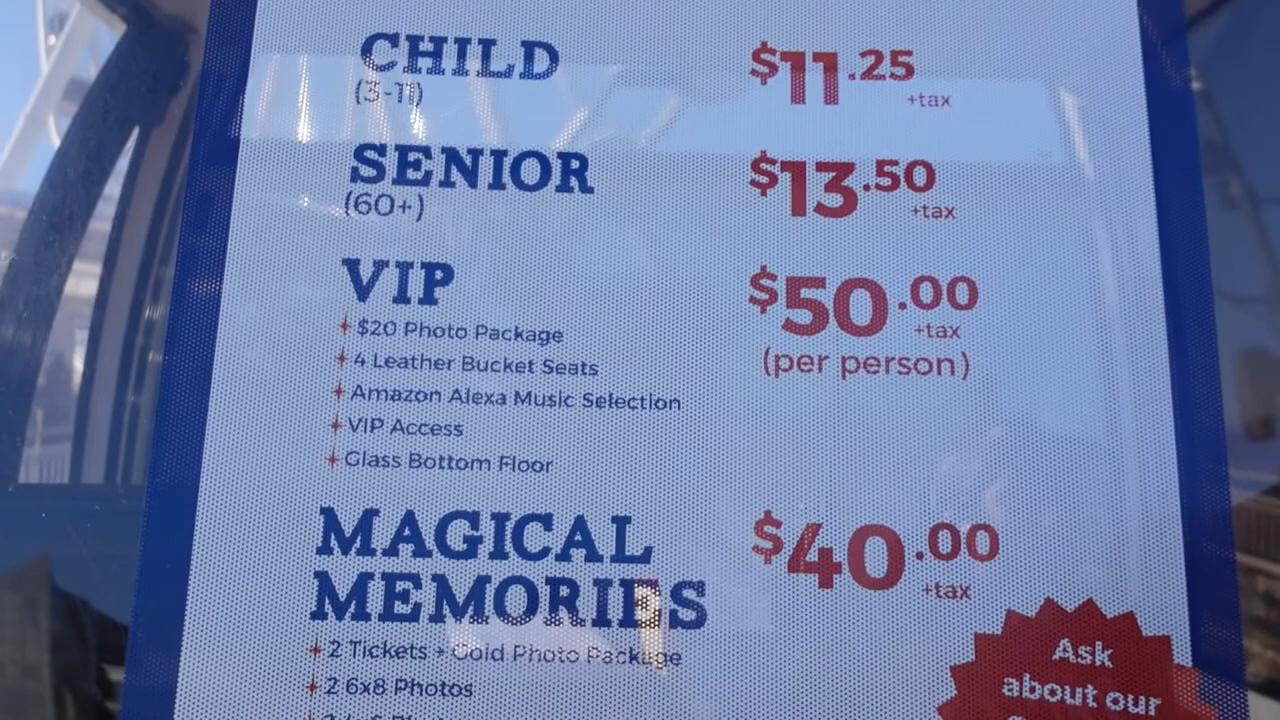 CHILD $11.25
(3-11) +tax
SENIOR $13.50
(60+) +tax
VIP $50.00
+tax
(per person)
$20 Photo Package
4 Leather Bucket Seats
Amazon Alexa Music Selection
VIP Access
Glass Bottom Floor
MAGICAL $40.00
MEMORIES +tax
2 Tickets + Gold Photo Package
2 6x8 Photos
Ask
about our